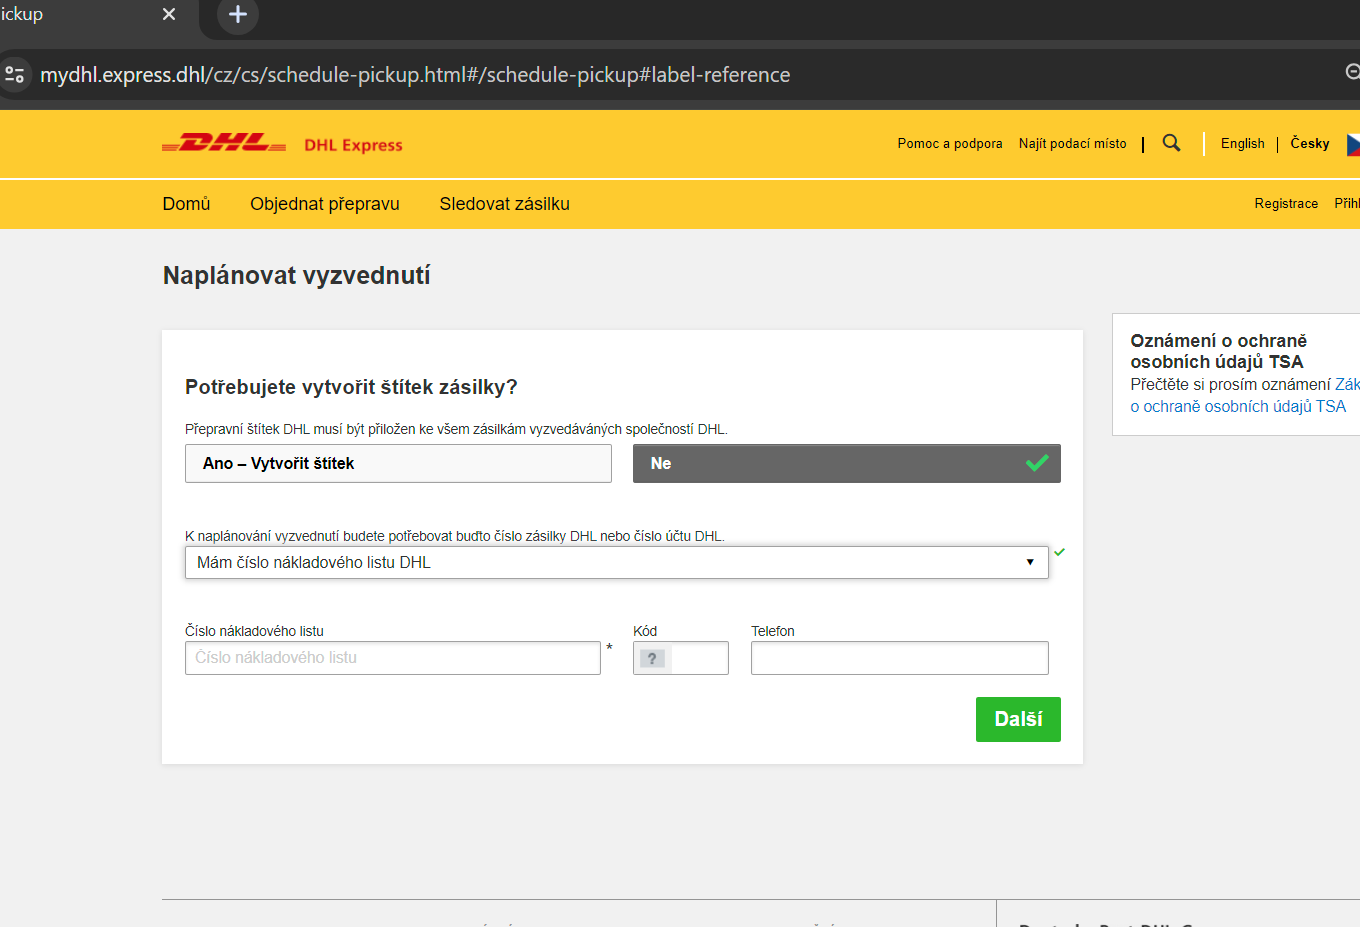 ickup
mydhl.express.dhl/cz/cs/schedule-pickup.html#/schedule-pickup#label-reference
DHL DHL Express
Pomoc a podpora Najít podací místo | English | Česky
Domů Objednat přepravu Sledovat zásilku
Registrace Přihl
Naplánovat vyzvednutí
Oznámení o ochraně
osobních údajů TSA
Přečtěte si prosím oznámení Zák
o ochraně osobních údajů TSA
Potřebujete vytvořit štítek zásilky?
Přepravní štítek DHL musí být přiložen ke všem zásilkám vyzvedáváných společností DHL.
Ano – Vytvořit štítek Ne
K naplánování vyzvednutí budete potřebovat buďto číslo zásilky DHL nebo číslo účtu DHL.
Mám číslo nákladového listu DHL
Číslo nákladového listu Kód Telefon
Číslo nákladového listu * ?
Další